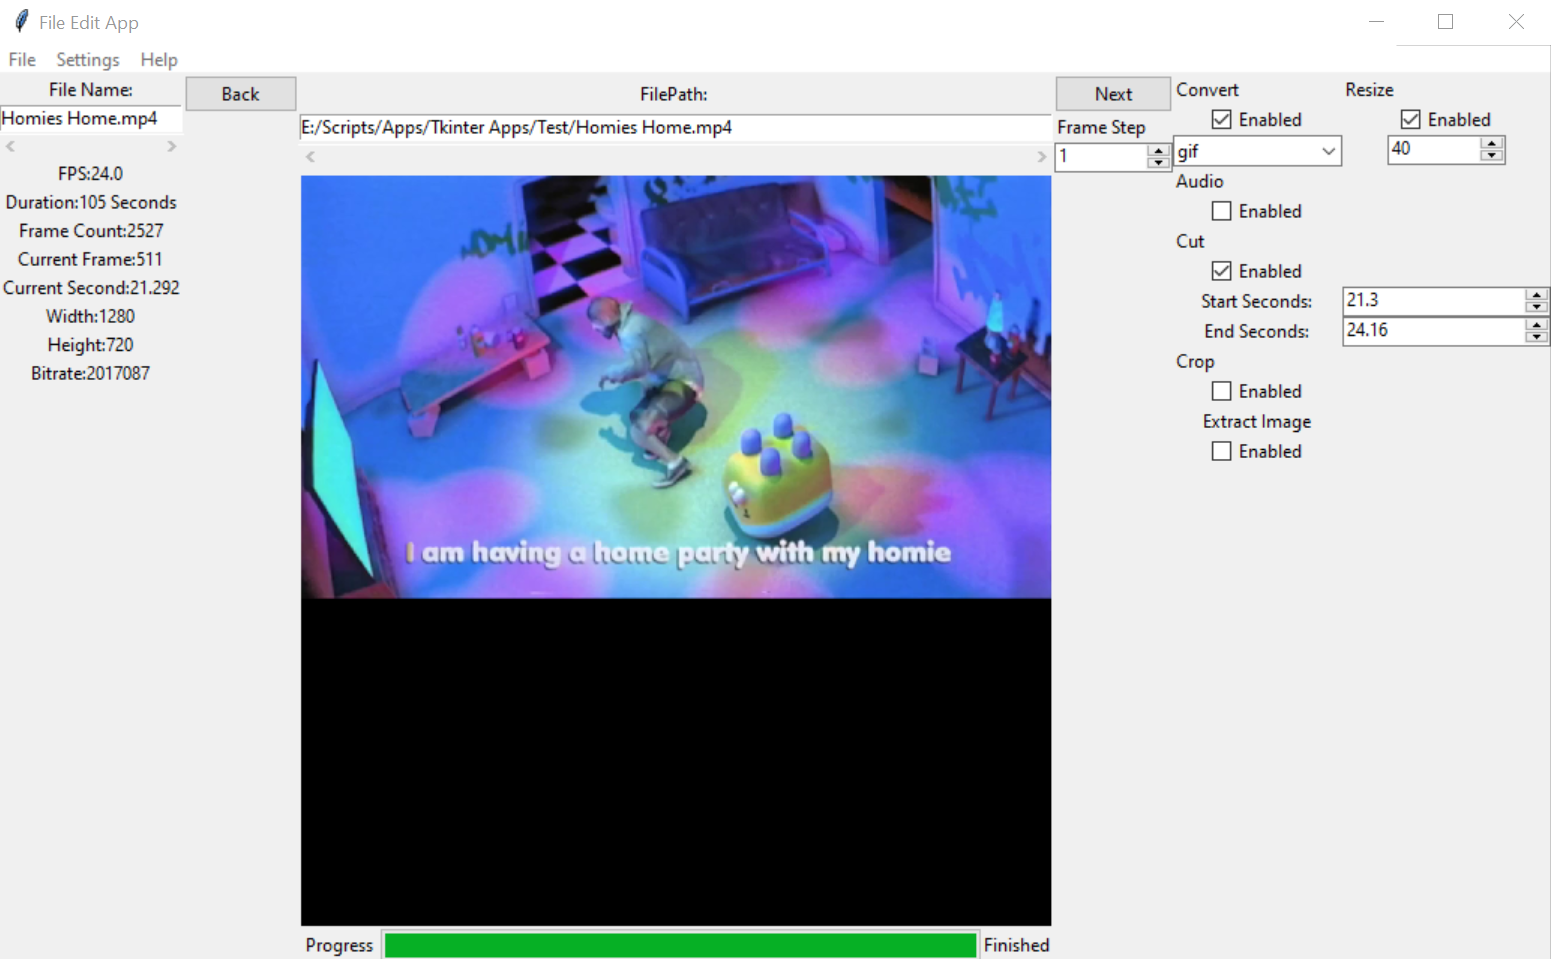 File Edit App
File Settings Help
File Name:
Homies Home.mp4
FPS:24.0
Duration:105 Seconds
Frame Count:2527
Current Frame:511
Current Second:21.292
Width:1280
Height:720
Bitrate:2017087
Back
FilePath:
E:/Scripts/Apps/Tkinter Apps/Test/Homies Home.mp4
I am having a home party with my homie
Progress
Finished
Next
Frame Step
1
Convert
Enabled
gif
Resize
Enabled
40
Audio
Enabled
Cut
Enabled
Start Seconds: 21.3
End Seconds: 24.16
Crop
Enabled
Extract Image
Enabled